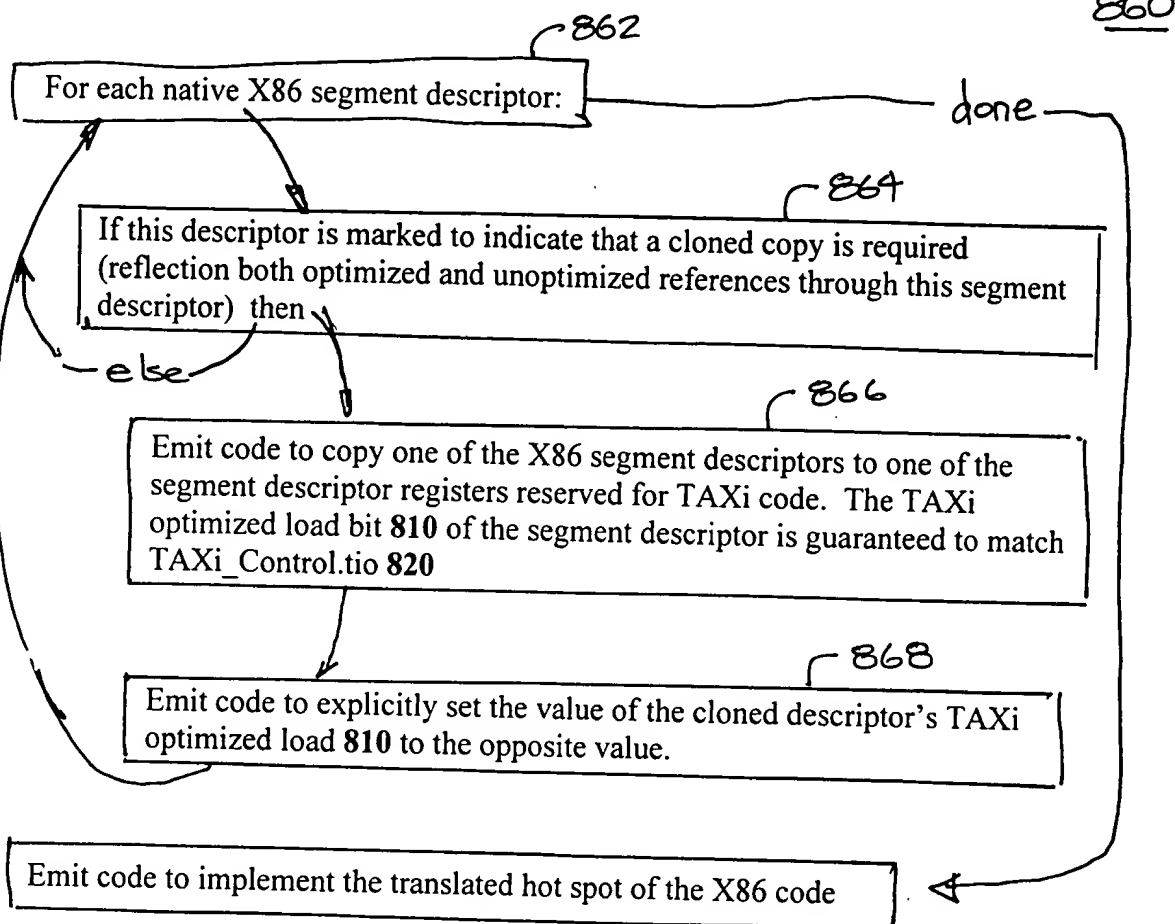 860
862
For each native X86 segment descriptor:
done
864
If this descriptor is marked to indicate that a cloned copy is required
(reflection both optimized and unoptimized references through this segment
descriptor) then
else
866
Emit code to copy one of the X86 segment descriptors to one of the
segment descriptor registers reserved for TAXi code. The TAXi
optimized load bit 810 of the segment descriptor is guaranteed to match
TAXi_Control.tio 820
868
Emit code to explicitly set the value of the cloned descriptor's TAXi
optimized load 810 to the opposite value.
Emit code to implement the translated hot spot of the X86 code